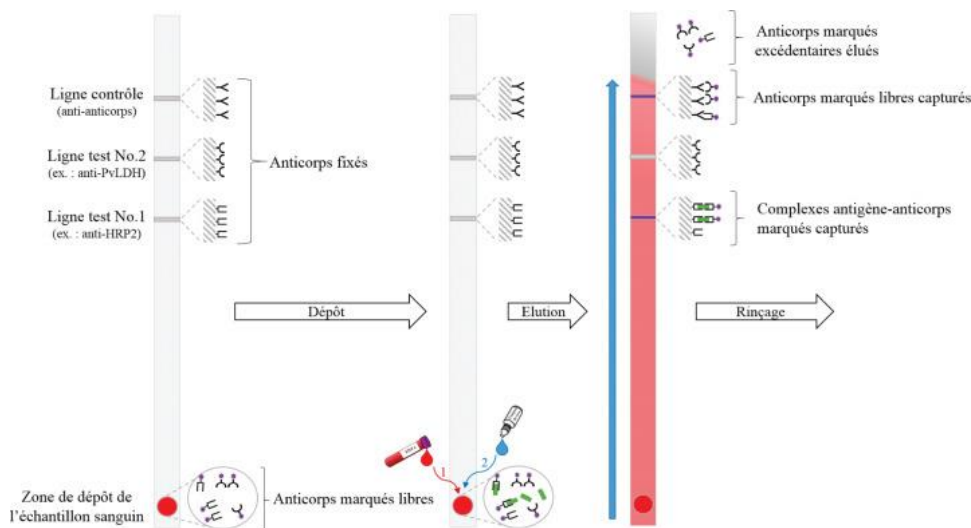 Anticorps marqués
excédentaires élués
Ligne contrôle
(anti-anticorps)
Anticorps marqués libres capturés
Ligne test No.2
(ex. : anti-PvLDH)
Anticorps fixés
Ligne test No.1
(ex. : anti-HRP2)
Complexes antigène-anticorps
marqués capturés
Dépôt
Elution
Rinçage
1
2
Zone de dépôt de
l'échantillon sanguin
Anticorps marqués libres